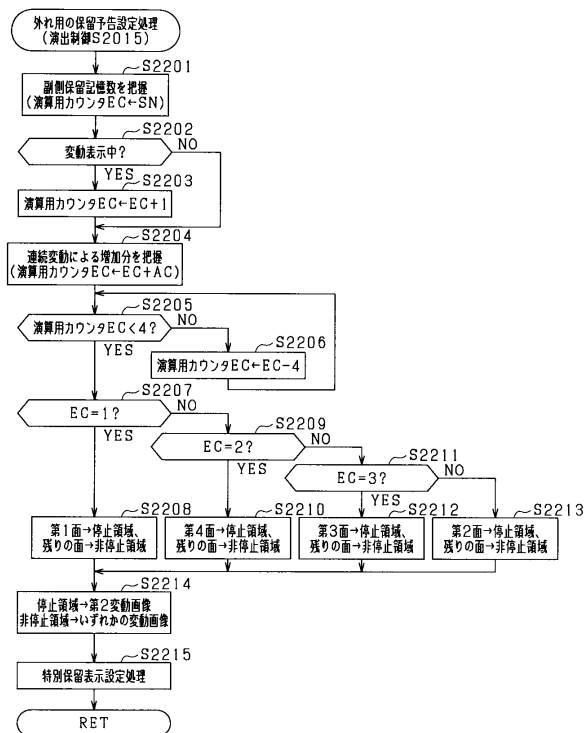 外れ用の保留予告設定処理
(演出制御S2015)
S2201
副側保留記憶数を把握
(演算用カウンタEC←SN)
S2202
変動表示中?
NO
YES
S2203
演算用カウンタEC←EC+1
S2204
連続変動による増加分を把握
(演算用カウンタEC←EC+AC)
S2205
演算用カウンタEC<4?
NO
YES
S2206
演算用カウンタEC←EC-4
S2207
EC=1?
NO
YES
S2209
EC=2?
NO
YES
S2211
EC=3?
NO
YES
S2208
第1面→停止領域、
残りの面→非停止領域
S2210
第4面→停止領域、
残りの面→非停止領域
S2212
第3面→停止領域、
残りの面→非停止領域
S2213
第2面→停止領域、
残りの面→非停止領域
S2214
停止領域→第2変動画像
非停止領域→いずれかの変動画像
S2215
特別保留表示設定処理
RET